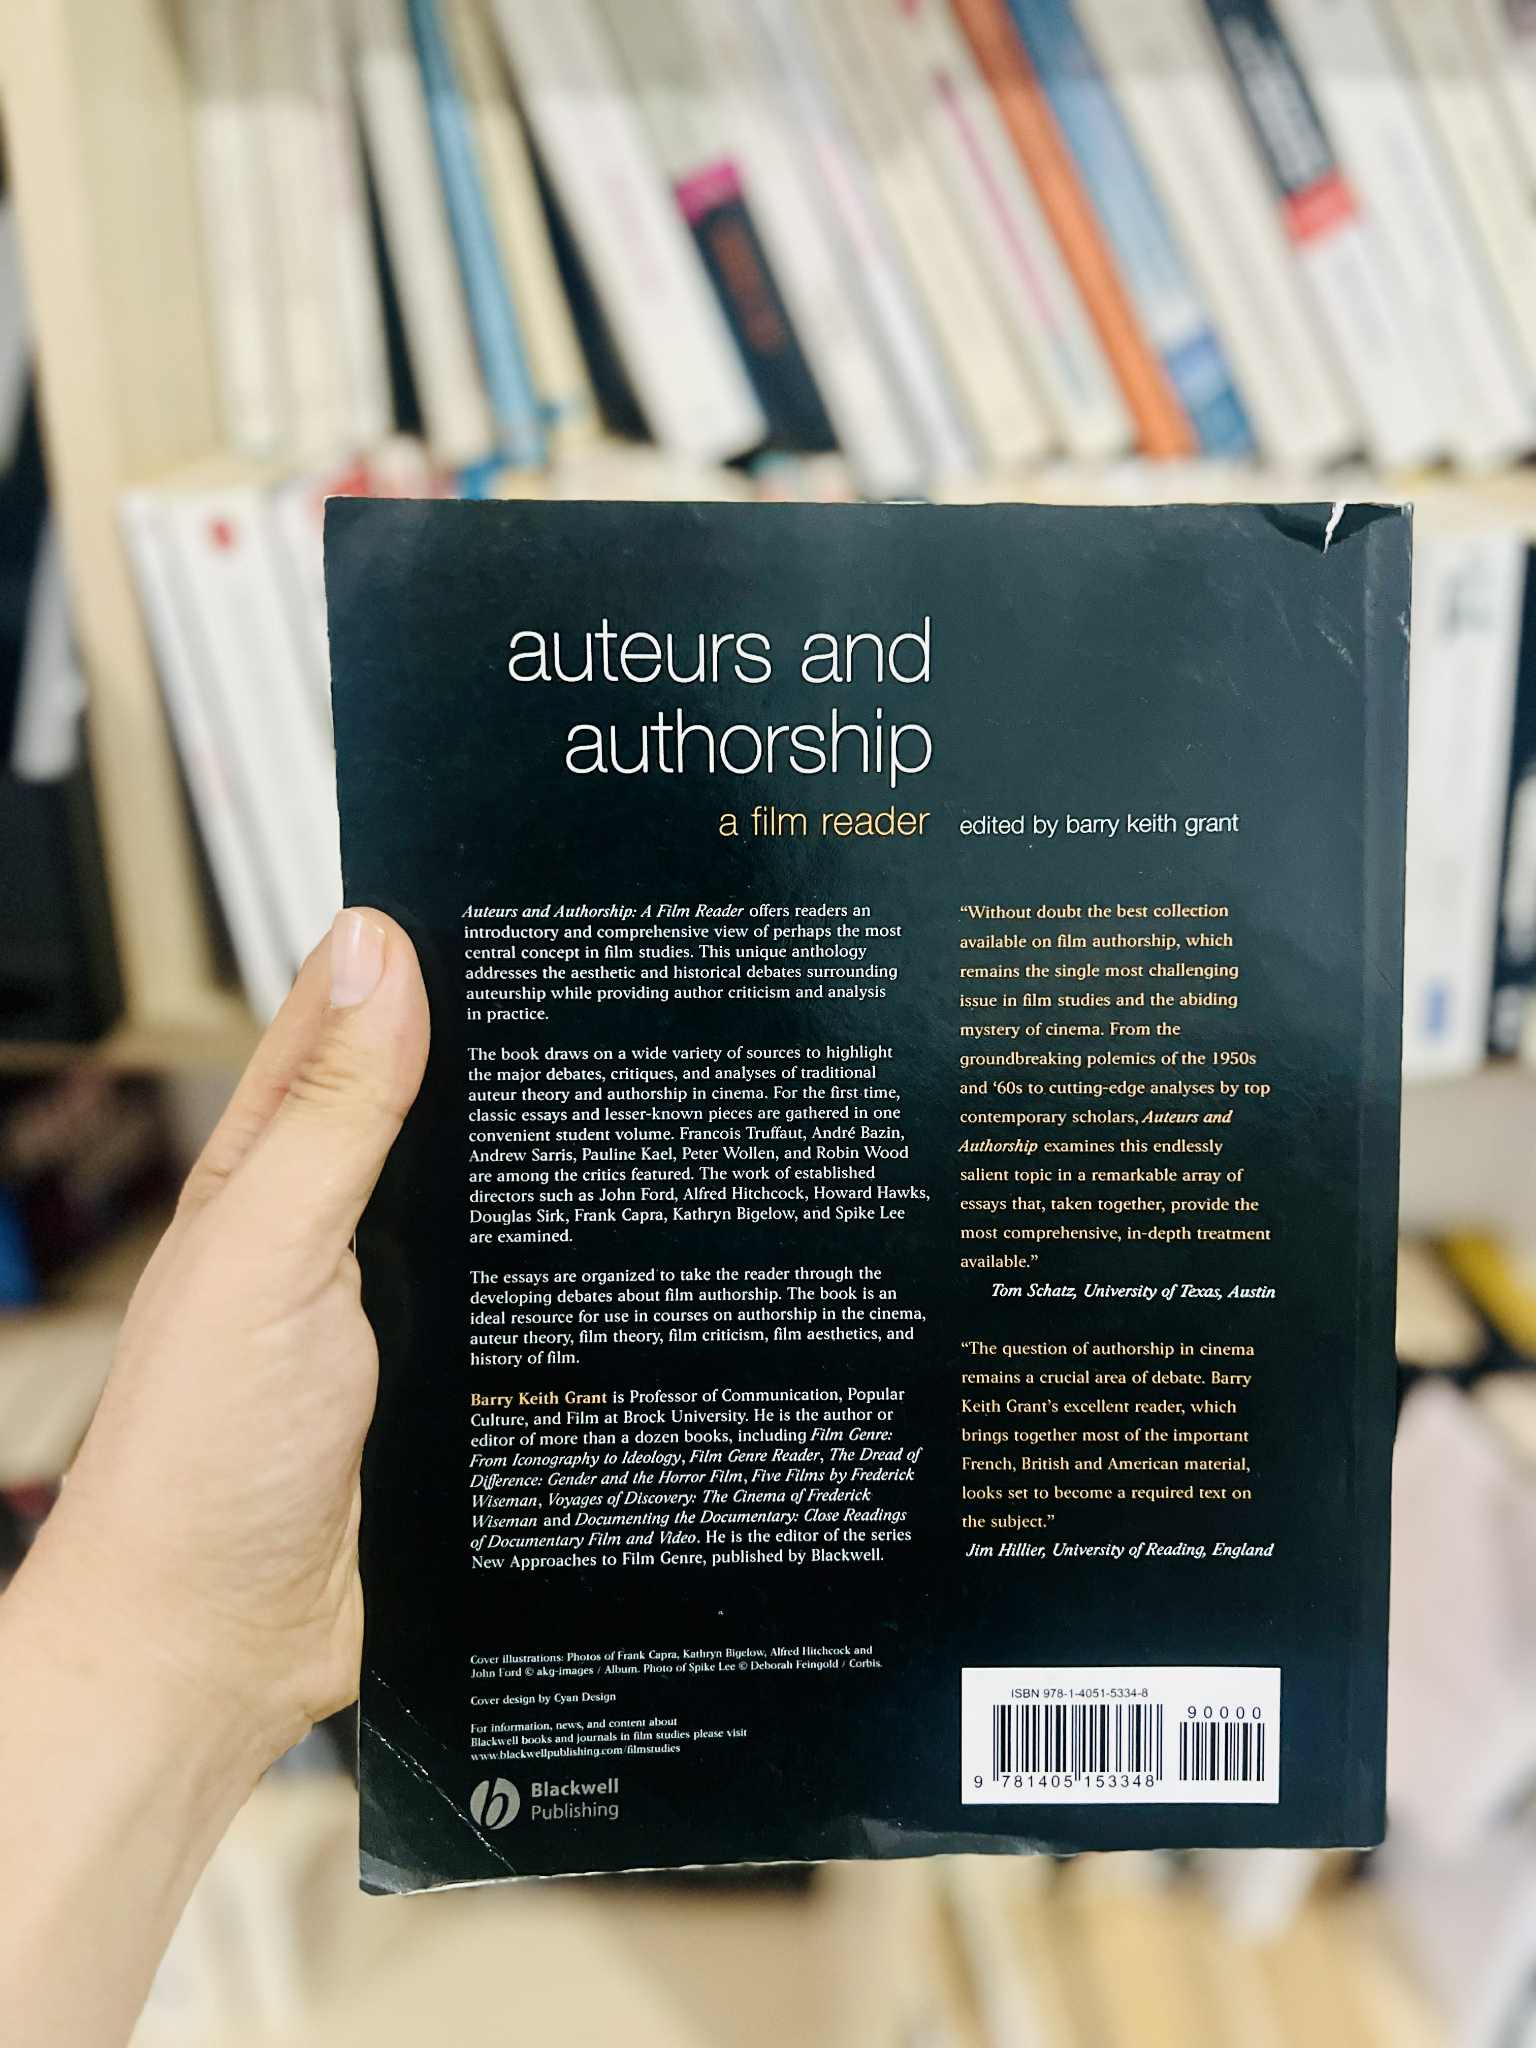 auteurs and
authorship
a film reader
edited by barry keith grant
Auteurs and Authorship: A Film Reader offers readers an
introductory and comprehensive view of perhaps the most
central concept in film studies. This unique anthology
addresses the aesthetic and historical debates surrounding
auteurship while providing author criticism and analysis
in practice.
The book draws on a wide variety of sources to highlight
the major debates, critiques, and analyses of traditional
auteur theory and authorship in cinema. For the first time,
classic essays and lesser-known pieces are gathered in one
convenient student volume. Francois Truffaut, André Bazin,
Andrew Sarris, Pauline Kael, Peter Wollen, and Robin Wood
are among the critics featured. The work of established
directors such as John Ford, Alfred Hitchcock, Howard Hawks,
Douglas Sirk, Frank Capra, Kathryn Bigelow, and Spike Lee
are examined.
The essays are organized to take the reader through the
developing debates about film authorship. The book is an
ideal resource for use in courses on authorship in the cinema,
auteur theory, film theory, film criticism, film aesthetics, and
history of film.
Barry Keith Grant is Professor of Communication, Popular
Culture, and Film at Brock University. He is the author or
editor of more than a dozen books, including Film Genre:
From Iconography to Ideology, Film Genre Reader, The Dread of
Difference: Gender and the Horror Film, Five Films by Frederick
Wiseman, Voyages of Discovery: The Cinema of Frederick
Wiseman and Documenting the Documentary: Close Readings
of Documentary Film and Video. He is the editor of the series
New Approaches to Film Genre, published by Blackwell.
Cover illustrations: Photos of Frank Capra, Kathryn Bigelow, Alfred Hitchcock and
John Ford © akg-images / Album. Photo of Spike Lee © Deborah Feingold / Corbis.
Cover design by Cyan Design
For information, news, and content about
Blackwell books and journals in film studies please visit
www.blackwellpublishing.com/filmstudies
b Blackwell
Publishing
“Without doubt the best collection
available on film authorship, which
remains the single most challenging
issue in film studies and the abiding
mystery of cinema. From the
groundbreaking polemics of the 1950s
and ‘60s to cutting-edge analyses by top
contemporary scholars, Auteurs and
Authorship examines this endlessly
salient topic in a remarkable array of
essays that, taken together, provide the
most comprehensive, in-depth treatment
available.”
Tom Schatz, University of Texas, Austin
“The question of authorship in cinema
remains a crucial area of debate. Barry
Keith Grant’s excellent reader, which
brings together most of the important
French, British and American material,
looks set to become a required text on
the subject.”
Jim Hillier, University of Reading, England
ISBN 978-1-4051-5334-8
90000
9 781405 153348